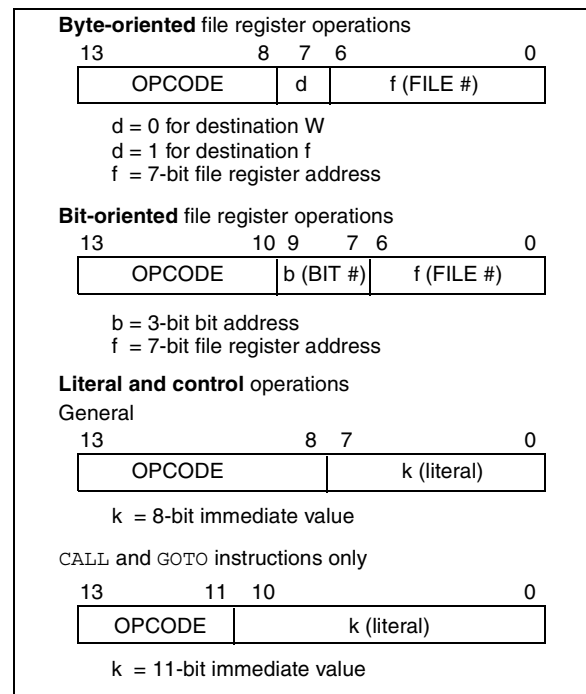 Byte-oriented file register operations
13 8 7 6 0
OPCODE d f (FILE #)
d = 0 for destination W
d = 1 for destination f
f = 7-bit file register address
Bit-oriented file register operations
13 10 9 7 6 0
OPCODE b (BIT #) f (FILE #)
b = 3-bit bit address
f = 7-bit file register address
Literal and control operations
General
13 8 7 0
OPCODE k (literal)
k = 8-bit immediate value
CALL and GOTO instructions only
13 11 10 0
OPCODE k (literal)
k = 11-bit immediate value